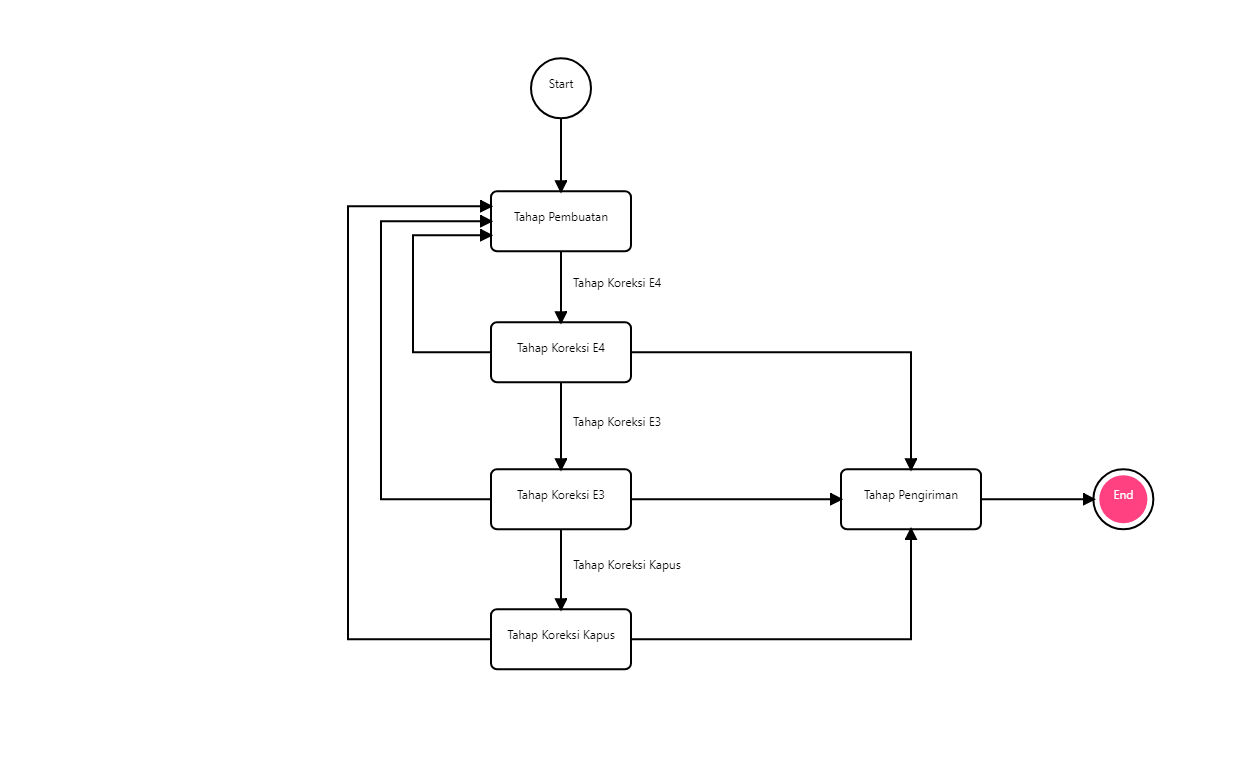 Start
Tahap Pembuatan
Tahap Koreksi E4
Tahap Koreksi E4
Tahap Koreksi E3
Tahap Koreksi E3
Tahap Pengiriman
End
Tahap Koreksi Kapus
Tahap Koreksi Kapus